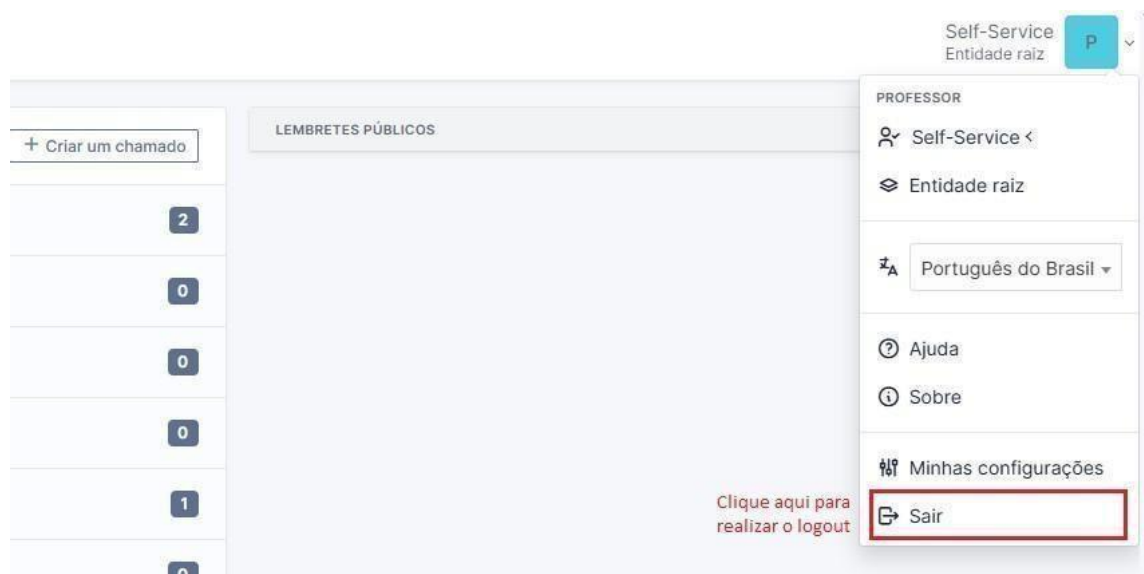 Self-Service
Entidade raiz
P
PROFESSOR
Self-Service
Entidade raiz
Português do Brasil
Ajuda
Sobre
Minhas configurações
Sair
+ Criar um chamado
2
0
0
0
1
LEMBRETES PÚBLICOS
Clique aqui para
realizar o logout